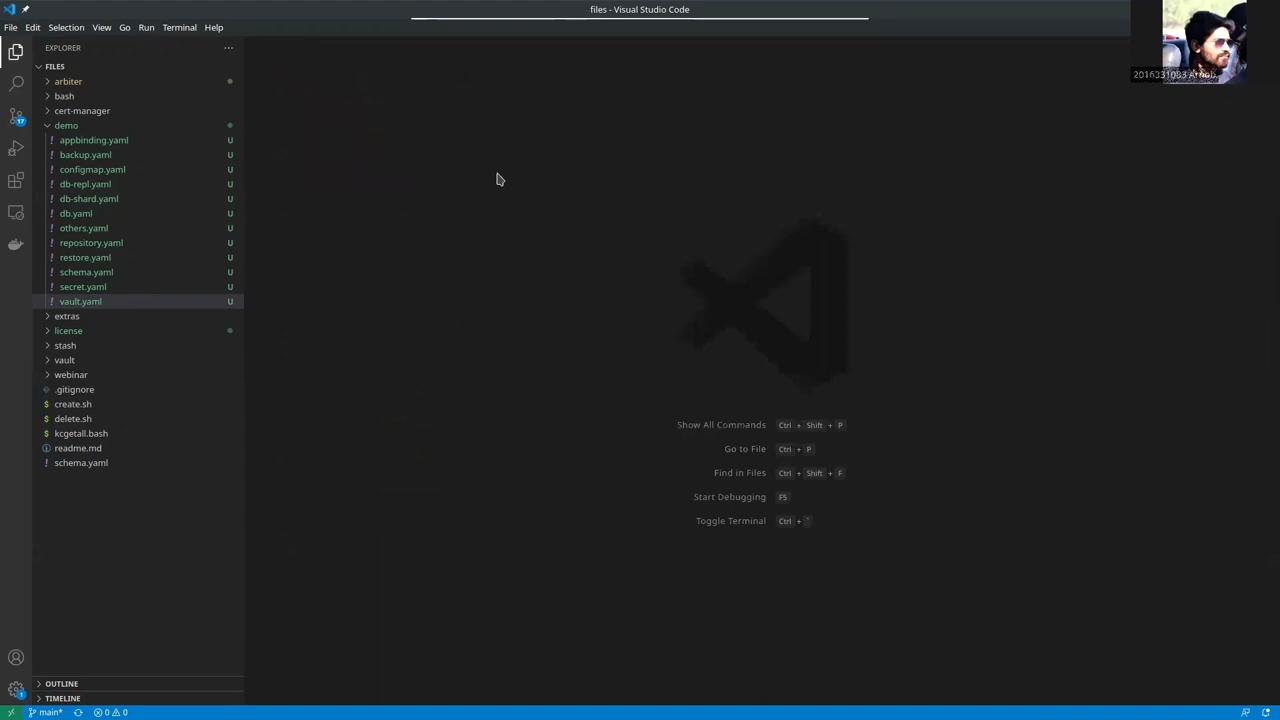 files - Visual Studio Code
File Edit Selection View Go Run Terminal Help
EXPLORER
FILES
arbiter
bash
cert-manager
demo
appbinding.yaml U
backup.yaml U
configmap.yaml U
db-repl.yaml U
db-shard.yaml U
db.yaml U
others.yaml U
repository.yaml U
restore.yaml U
schema.yaml U
secret.yaml U
vault.yaml U
extras
license
stash
vault
webinar
.gitignore
create.sh
delete.sh
kcgetall.bash
readme.md
schema.yaml
17
Show All Commands Ctrl + Shift + P
Go to File Ctrl + P
Find in Files Ctrl + Shift + F
Start Debugging F5
Toggle Terminal Ctrl + `
2016331083 Arnob
OUTLINE
TIMELINE
1
main* 0 0